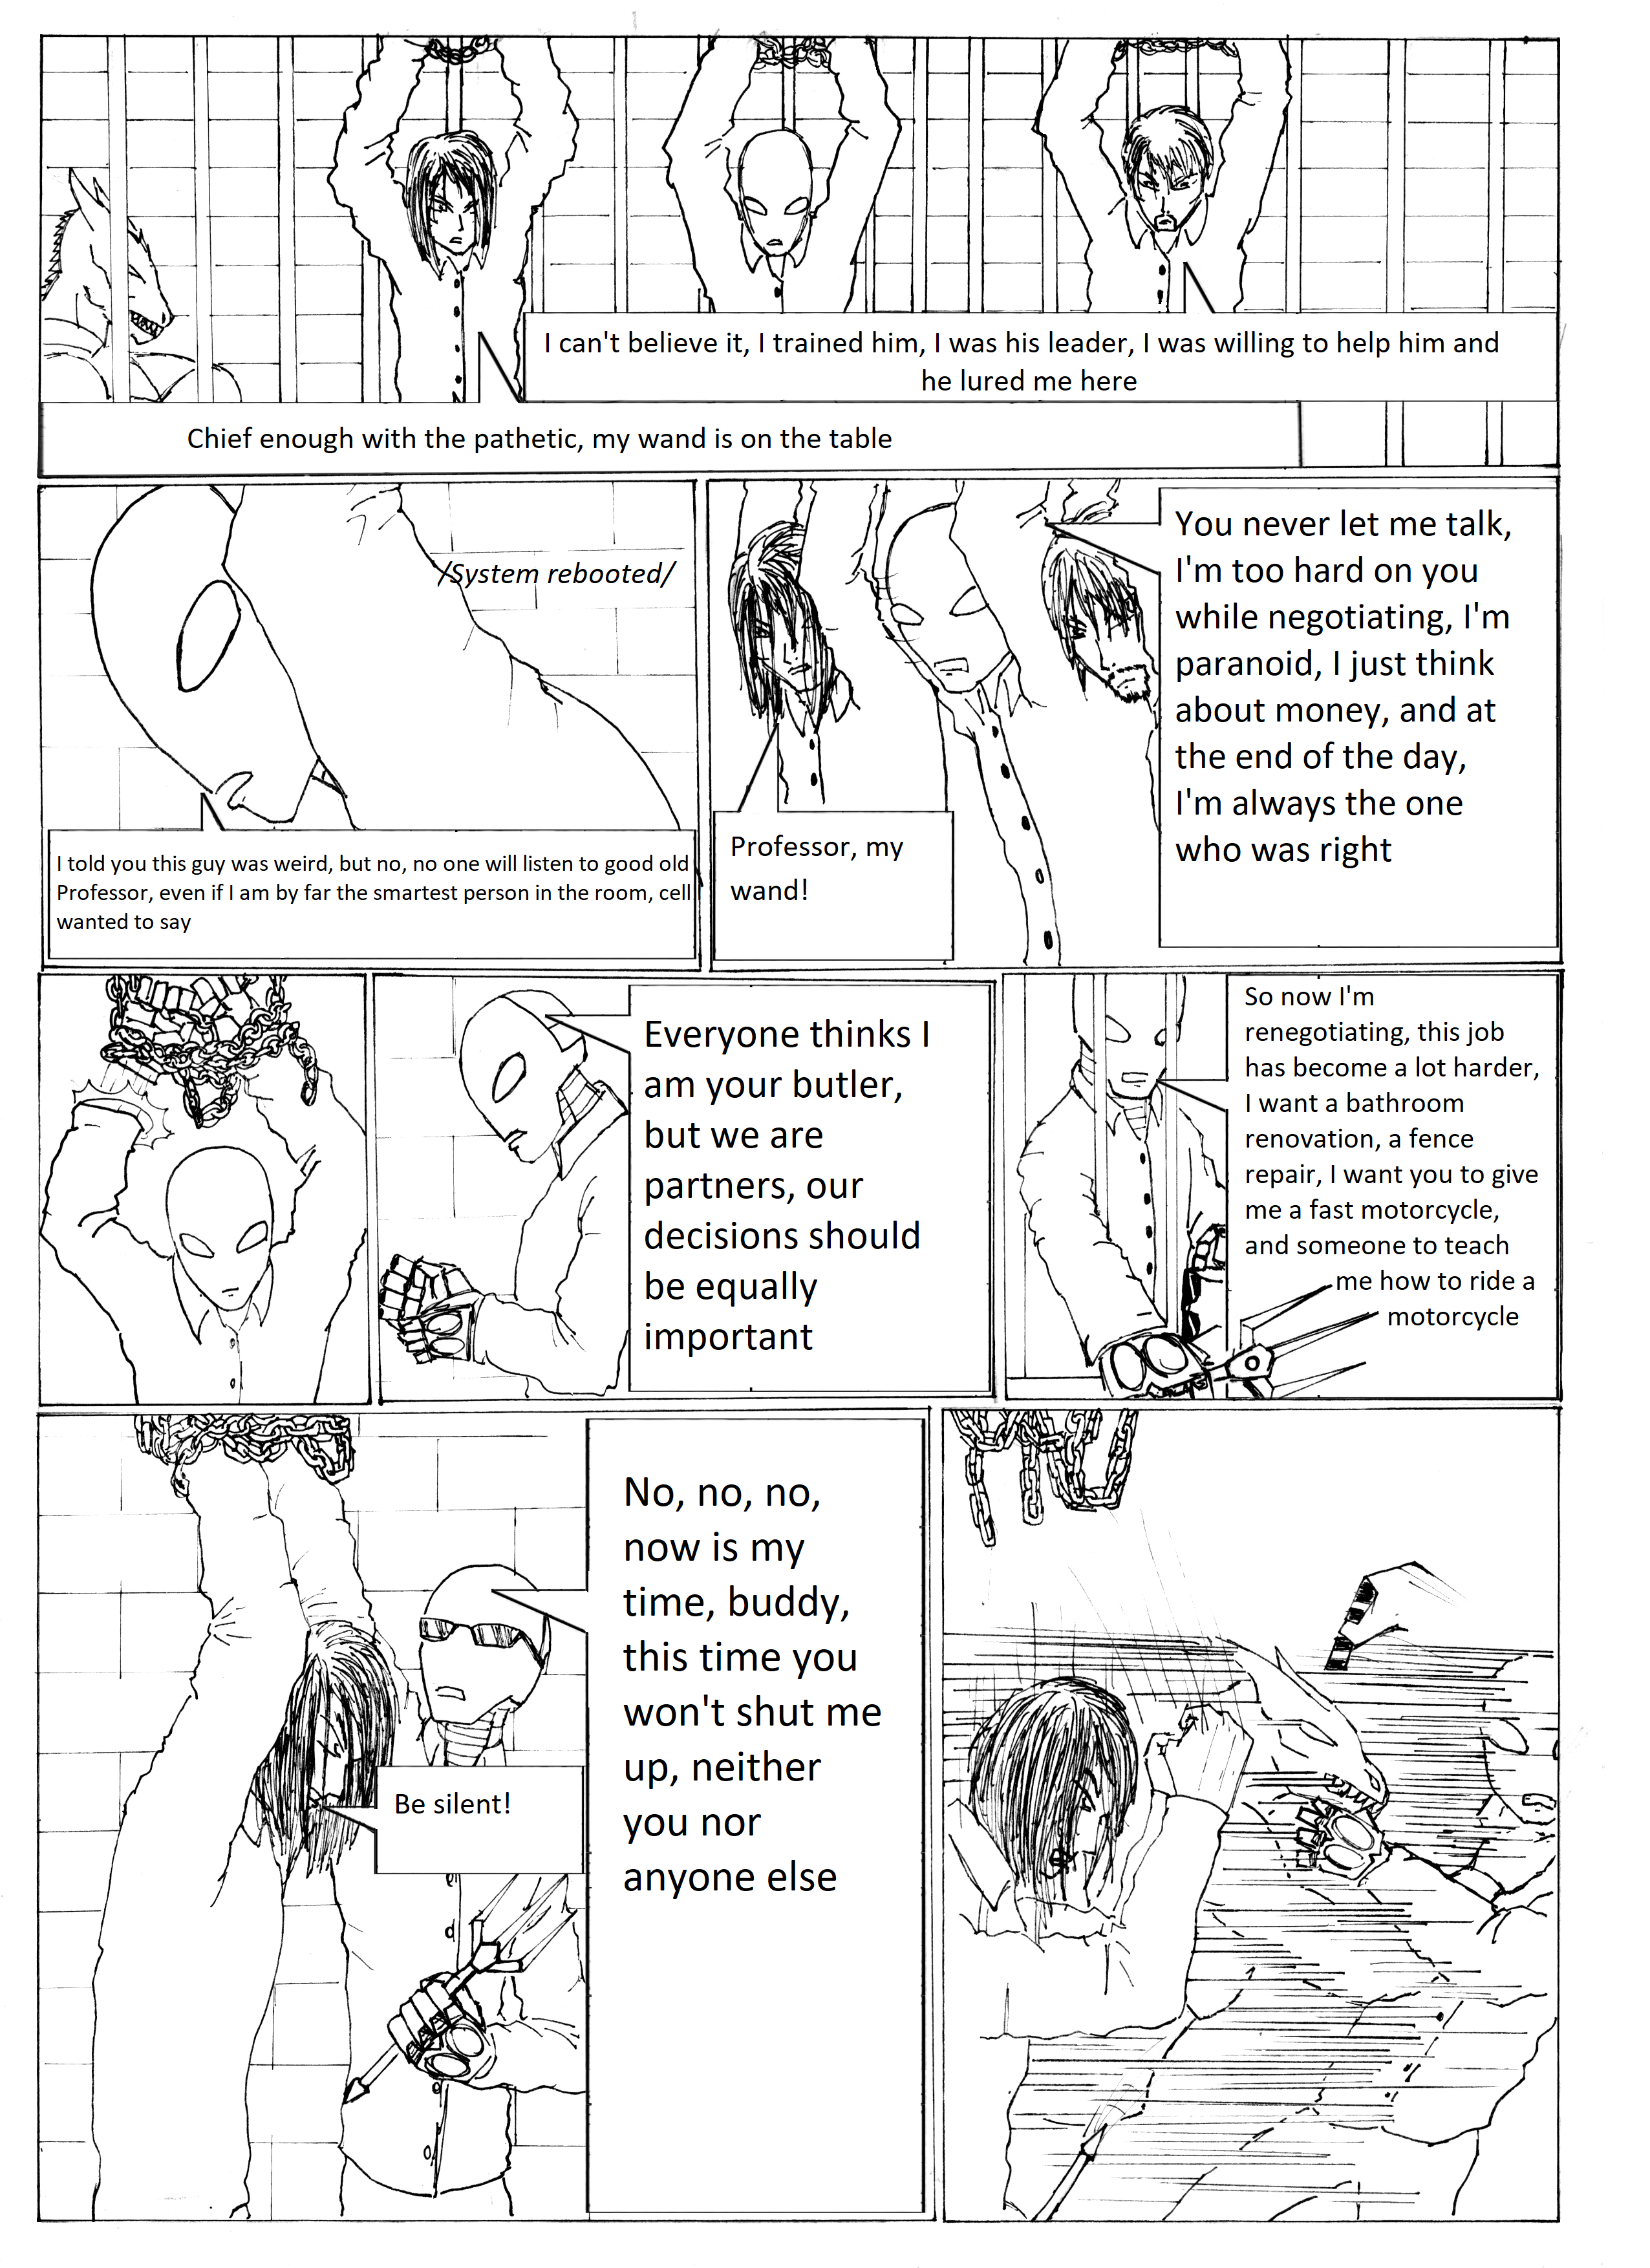 I can't believe it, I trained him, I was his leader, I was willing to help him and
he lured me here
Chief enough with the pathetic, my wand is on the table
/System rebooted/
I told you this guy was weird, but no, no one will listen to good old
Professor, even if I am by far the smartest person in the room, cell
wanted to say
You never let me talk,
I'm too hard on you
while negotiating, I'm
paranoid, I just think
about money, and at
the end of the day,
I'm always the one
who was right
Professor, my
wand!
Everyone thinks I
am your butler,
but we are
partners, our
decisions should
be equally
important
So now I'm
renegotiating, this job
has become a lot harder,
I want a bathroom
renovation, a fence
repair, I want you to give
me a fast motorcycle,
and someone to teach
me how to ride a
motorcycle
No, no, no,
now is my
time, buddy,
this time you
won't shut me
up, neither
you nor
anyone else
Be silent!